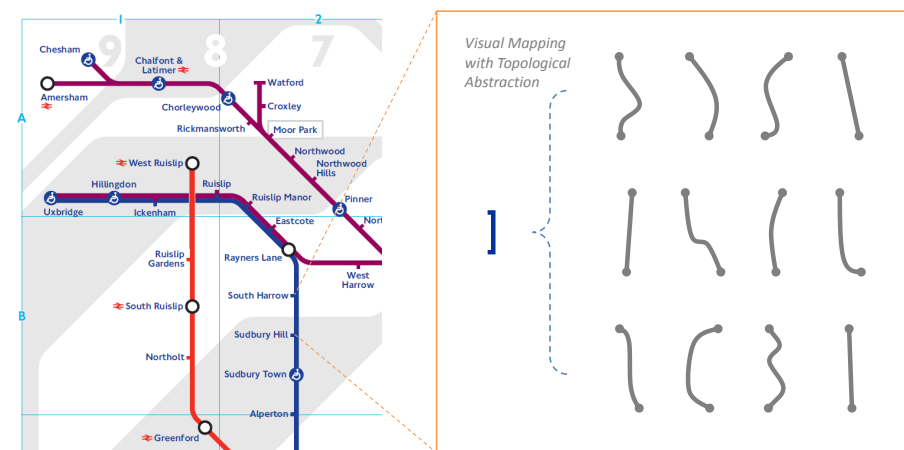 1
2
9
8
7
Chesham
Chalfont &
Latimer
Watford
Amersham
Chorleywood
Croxley
A
Rickmansworth
Moor Park
Northwood
Northwood
Hills
West Ruislip
Hillingdon
Ruislip
Ruislip Manor
Pinner
Uxbridge
Ickenham
Eastcote
Nort
Ruislip
Gardens
Rayners Lane
West
Harrow
South Harrow
South Ruislip
B
Sudbury Hill
Northolt
Sudbury Town
Alperton
Greenford
Visual Mapping
with Topological
Abstraction